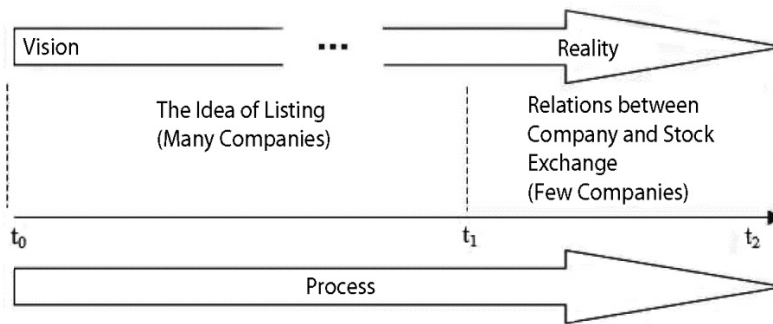 Vision ... Reality
The Idea of Listing
(Many Companies)
Relations between
Company and Stock
Exchange
(Few Companies)
t₀ t₁ t₂
Process